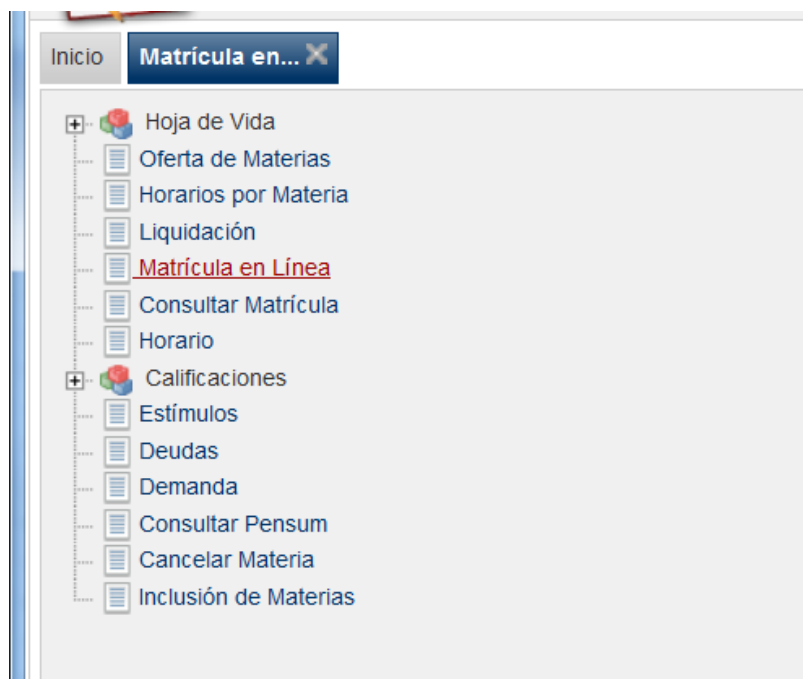 Inicio
Matrícula en...
Hoja de Vida
Oferta de Materias
Horarios por Materia
Liquidación
Matrícula en Línea
Consultar Matrícula
Horario
Calificaciones
Estímulos
Deudas
Demanda
Consultar Pensum
Cancelar Materia
Inclusión de Materias